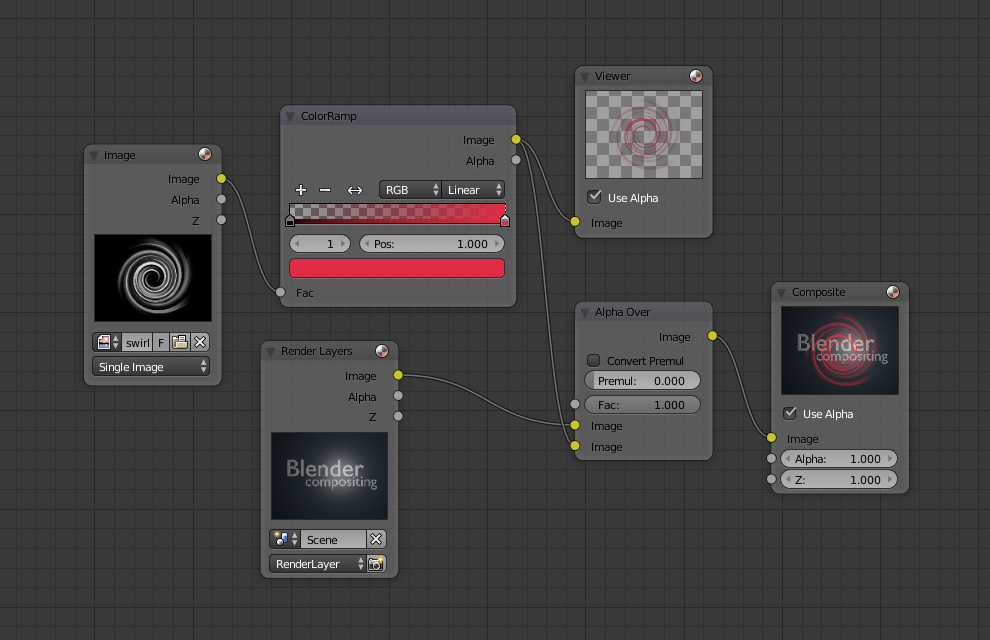 Image
Image
Alpha
Z
swirl F
Single Image
ColorRamp
Image
Alpha
RGB Linear
1 Pos: 1.000
Fac
Render Layers
Image
Alpha
Z
Blender
compositing
Scene
RenderLayer
Viewer
Use Alpha
Image
Alpha Over
Image
Convert Premul
Premul: 0.000
Fac: 1.000
Image
Image
Composite
Blender
compositing
Use Alpha
Image
Alpha: 1.000
Z: 1.000